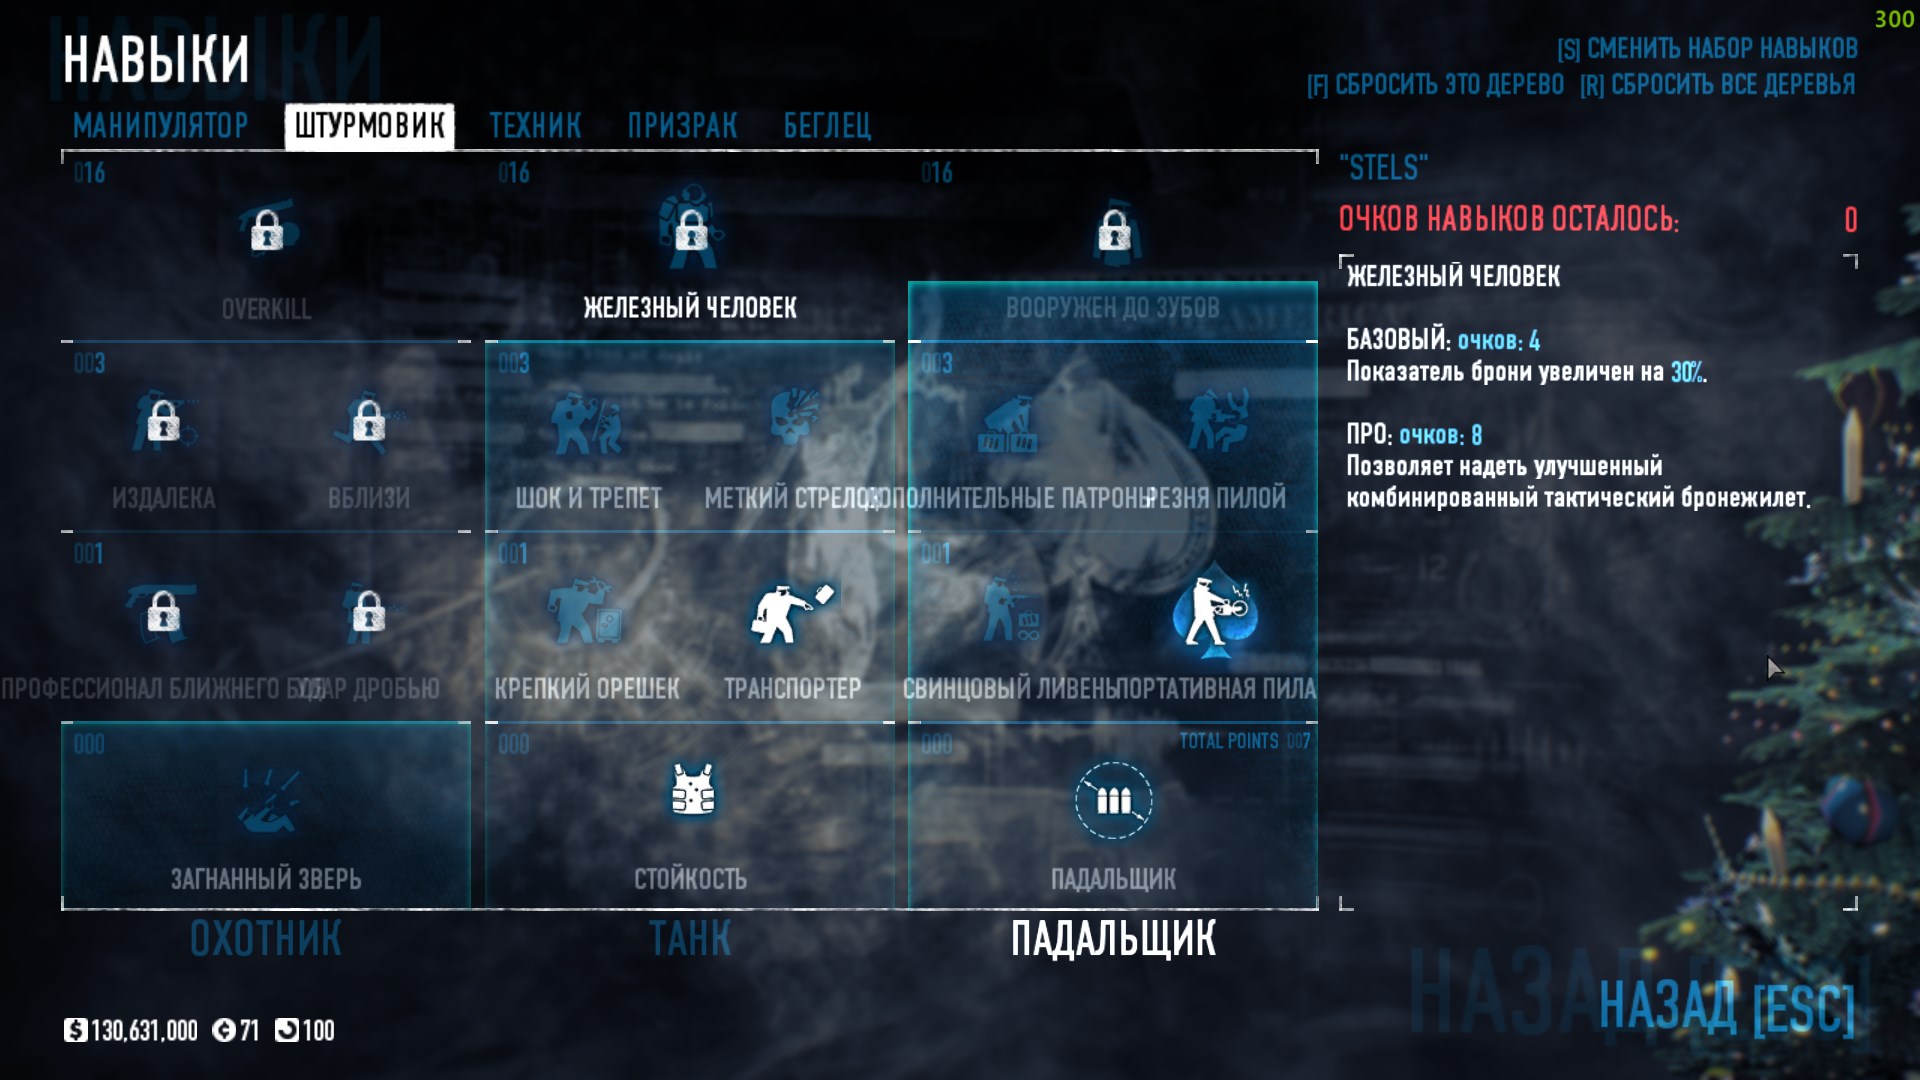 300
НАВЫКИ
[S] СМЕНИТЬ НАБОР НАВЫКОВ
[F] СБРОСИТЬ ЭТО ДЕРЕВО [R] СБРОСИТЬ ВСЕ ДЕРЕВЬЯ
МАНИПУЛЯТОР ШТУРМОВИК ТЕХНИК ПРИЗРАК БЕГЛЕЦ
016 016 016
OVERKILL ЖЕЛЕЗНЫЙ ЧЕЛОВЕК ВООРУЖЕН ДО ЗУБОВ
003 003 003
ИЗДАЛЕКА ВБЛИЗИ ШОК И ТРЕПЕТ МЕТКИЙ СТРЕЛОК ДОПОЛНИТЕЛЬНЫЕ ПАТРОНЫ РЕЗНЯ ПИЛОЙ
001 001 001
ПРОФЕССИОНАЛ БЛИЖНЕГО БОЯ УДАР ДРОБЬЮ КРЕПКИЙ ОРЕШЕК ТРАНСПОРТЕР СВИНЦОВЫЙ ЛИВЕНЬ ПОРТАТИВНАЯ ПИЛА
000 000 000 TOTAL POINTS 007
ЗАГНАННЫЙ ЗВЕРЬ СТОЙКОСТЬ ПАДАЛЬЩИК
ОХОТНИК ТАНК ПАДАЛЬЩИК
"STELS"
ОЧКОВ НАВЫКОВ ОСТАЛОСЬ: 0
ЖЕЛЕЗНЫЙ ЧЕЛОВЕК
БАЗОВЫЙ: очков: 4
Показатель брони увеличен на 30%.
ПРО: очков: 8
Позволяет надеть улучшенный
комбинированный тактический бронежилет.
$ 130,631,000 C 71 100
НАЗАД [ESC]